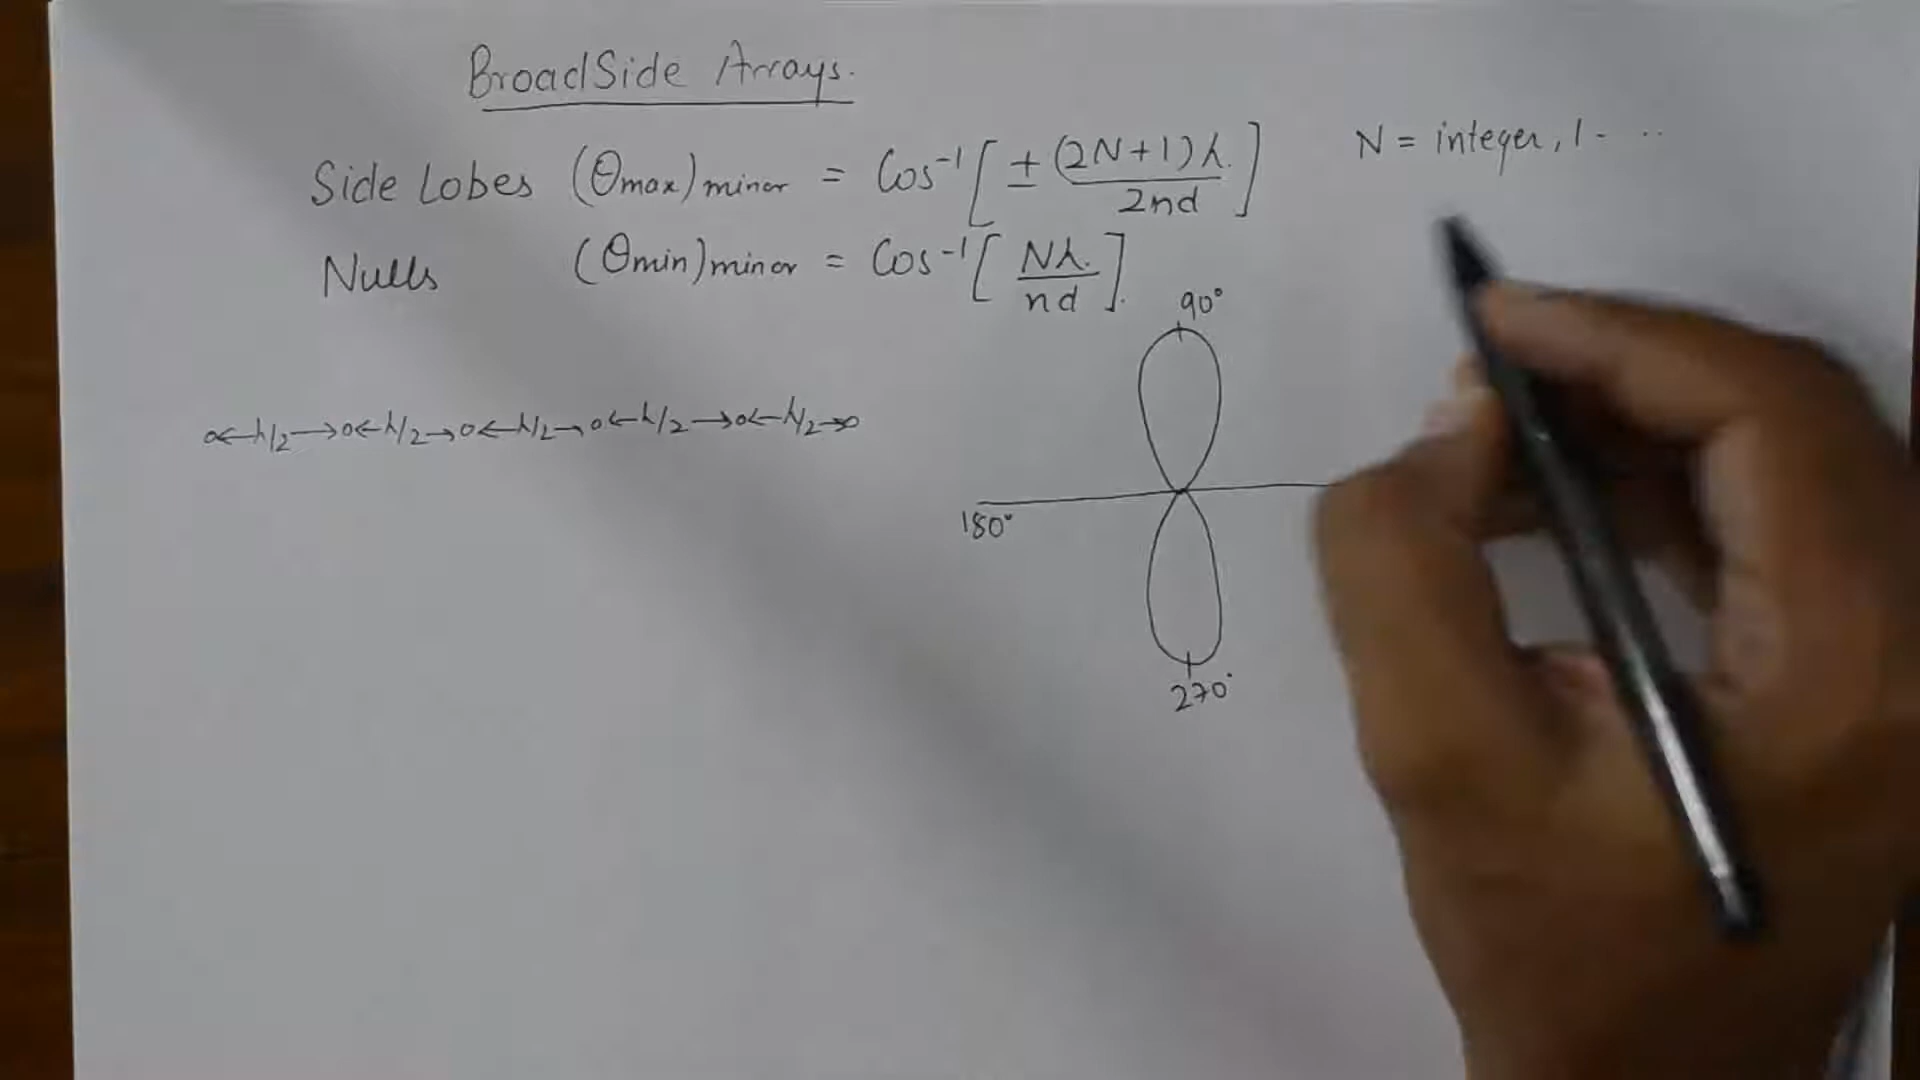 BroadSide Arrays.
Side Lobes (θmax)minor = Cos⁻¹[± (2N+1)λ / 2nd] N = integer, 1- ..
Nulls (θmin)minor = Cos⁻¹[Nλ / nd].
90°
o←λ/2→o←λ/2→o←λ/2→o←λ/2→o←λ/2→o
180°
270°